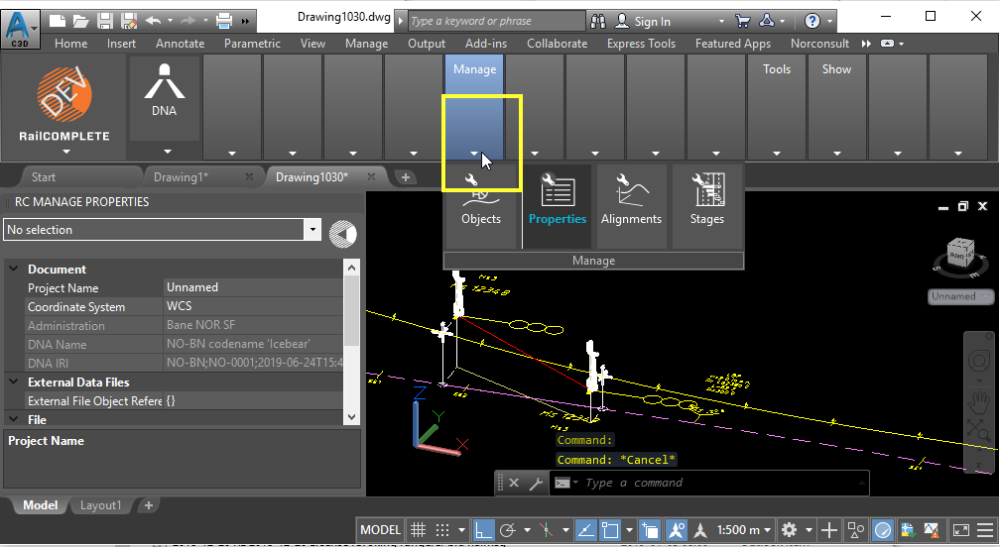 Drawing1030.dwg
Type a keyword or phrase
Sign In
?
A
C3D
Home Insert Annotate Parametric View Manage Output Add-ins Collaborate Express Tools Featured Apps Norconsult
Manage Tools Show
DEV
RailCOMPLETE
DNA
Objects Properties Alignments Stages
Manage
Start Drawing1* Drawing1030*
RC MANAGE PROPERTIES
No selection
Document
Project Name Unnamed
Coordinate System WCS
Administration Bane NOR SF
DNA Name NO-BN codename 'Icebear'
DNA IRI NO-BN;NO-0001;2019-06-24T15:4
External Data Files
External File Object Refere {}
File
Project Name
Unnamed
Ms3
MS 12348
Ms3
Z
Y
X
Command:
Command: *Cancel*
Type a command
Model Layout1 +
MODEL 1:500 m